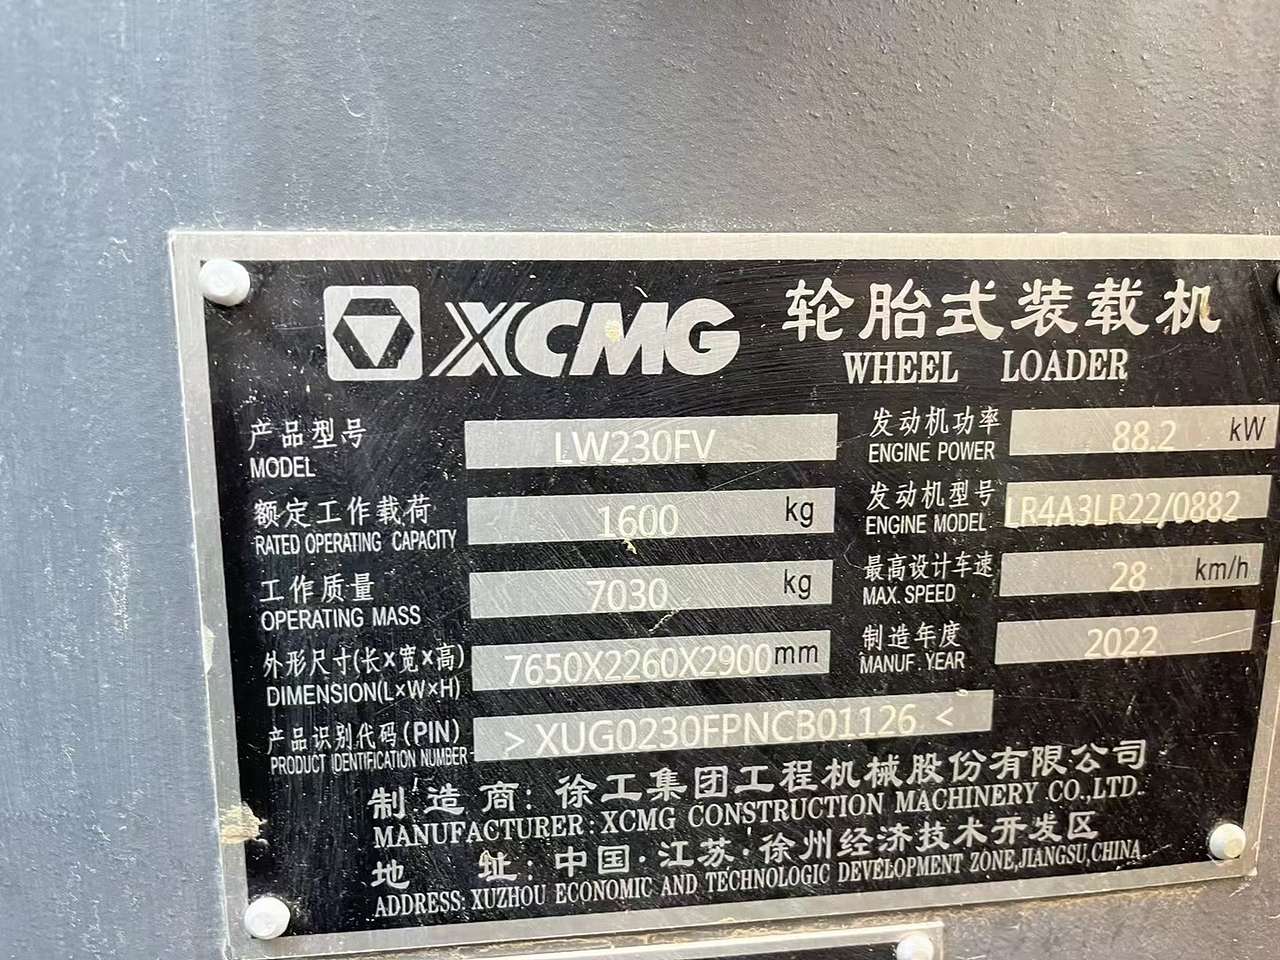 XCMG 轮胎式装载机
WHEEL LOADER
产品型号 LW230FV
MODEL
发动机功率 88.2 kW
ENGINE POWER
额定工作载荷 1600 kg
RATED OPERATING CAPACITY
发动机型号 LR4A3LR22/0882
ENGINE MODEL
工作质量 7030 kg
OPERATING MASS
最高设计车速 28 km/h
MAX. SPEED
外形尺寸(长×宽×高) 7650X2260X2900 mm
DIMENSION(L×W×H)
制造年度 2022
MANUF. YEAR
产品识别代码(PIN) > XUG0230FPNCB01126 <
PRODUCT IDENTIFICATION NUMBER
制造商: 徐工集团工程机械股份有限公司
MANUFACTURER: XCMG CONSTRUCTION MACHINERY CO.,LTD.
地址: 中国·江苏·徐州经济技术开发区
ADDRESS: XUZHOU ECONOMIC AND TECHNOLOGIC DEVELOPMENT ZONE,JIANGSU,CHINA.